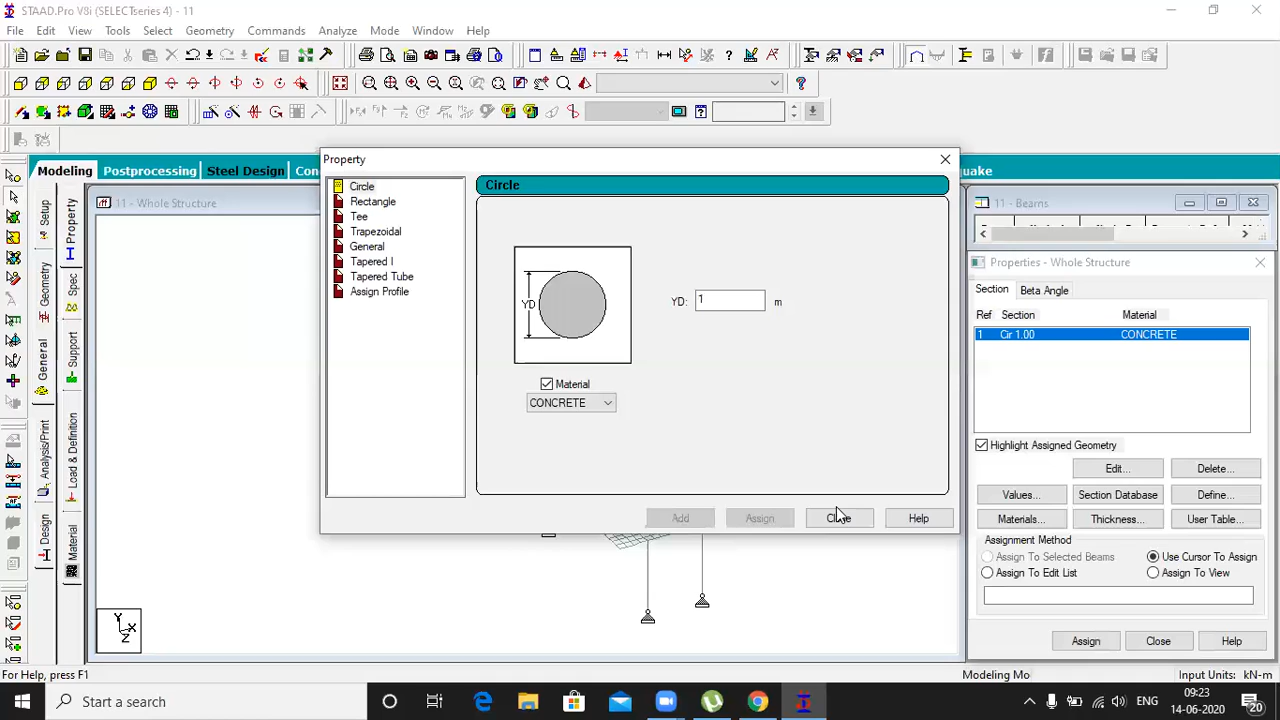 STAAD.Pro V8i (SELECTseries 4) - 11
File Edit View Tools Select Geometry Commands Analyze Mode Window Help
Modeling Postprocessing Steel Design
Property
Circle
Rectangle
Tee
Trapezoidal
General
Tapered I
Tapered Tube
Assign Profile
Circle
YD
YD: 1 m
Material
CONCRETE
Add Assign Close Help
11 - Whole Structure
Setup
Geometry
General
Analysis/Print
Design
Property
Spec
Support
Load & Definition
Material
Y
X
Z
11 - Beams
Properties - Whole Structure
Section Beta Angle
Ref Section Material
1 Cir 1.00 CONCRETE
Highlight Assigned Geometry
Edit... Delete...
Values... Section Database Define...
Materials... Thickness... User Table...
Assignment Method
Assign To Selected Beams Use Cursor To Assign
Assign To Edit List Assign To View
Assign Close Help
For Help, press F1
Modeling Mo Input Units: kN-m
Start a search
ENG
09:23
14-06-2020
20